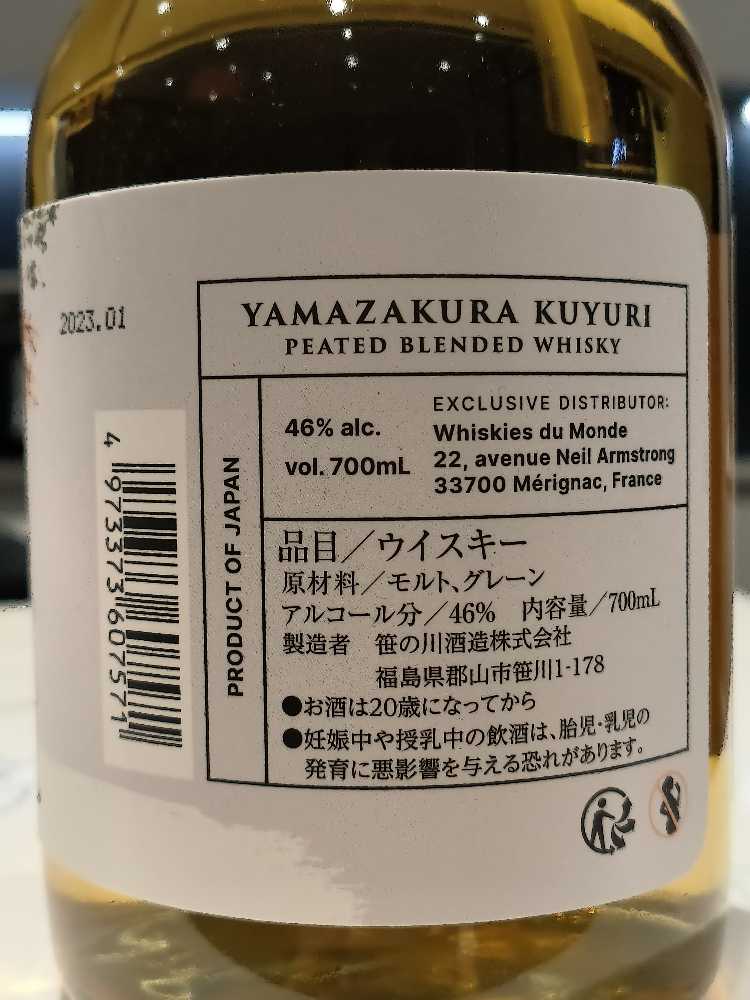 2023.01
YAMAZAKURA KUYURI
PEATED BLENDED WHISKY
46% alc.
vol. 700mL
EXCLUSIVE DISTRIBUTOR:
Whiskies du Monde
22, avenue Neil Armstrong
33700 Mérignac, France
PRODUCT OF JAPAN
品目／ウイスキー
原材料／モルト、グレーン
アルコール分／46% 内容量／700mL
製造者 笹の川酒造株式会社
福島県郡山市笹川1-178
●お酒は20歳になってから
●妊娠中や授乳中の飲酒は、胎児・乳児の
発育に悪影響を与える恐れがあります。
4 973373 607571